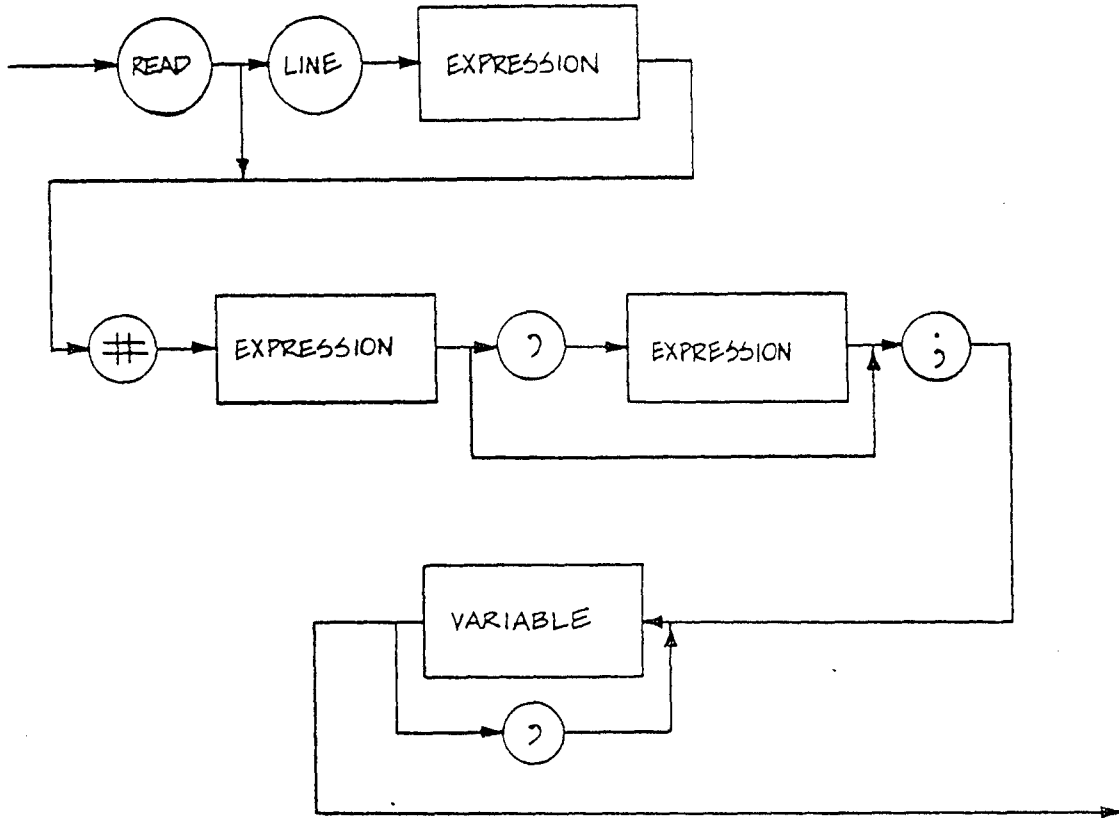 READ LINE EXPRESSION
# EXPRESSION , EXPRESSION ;
VARIABLE
,